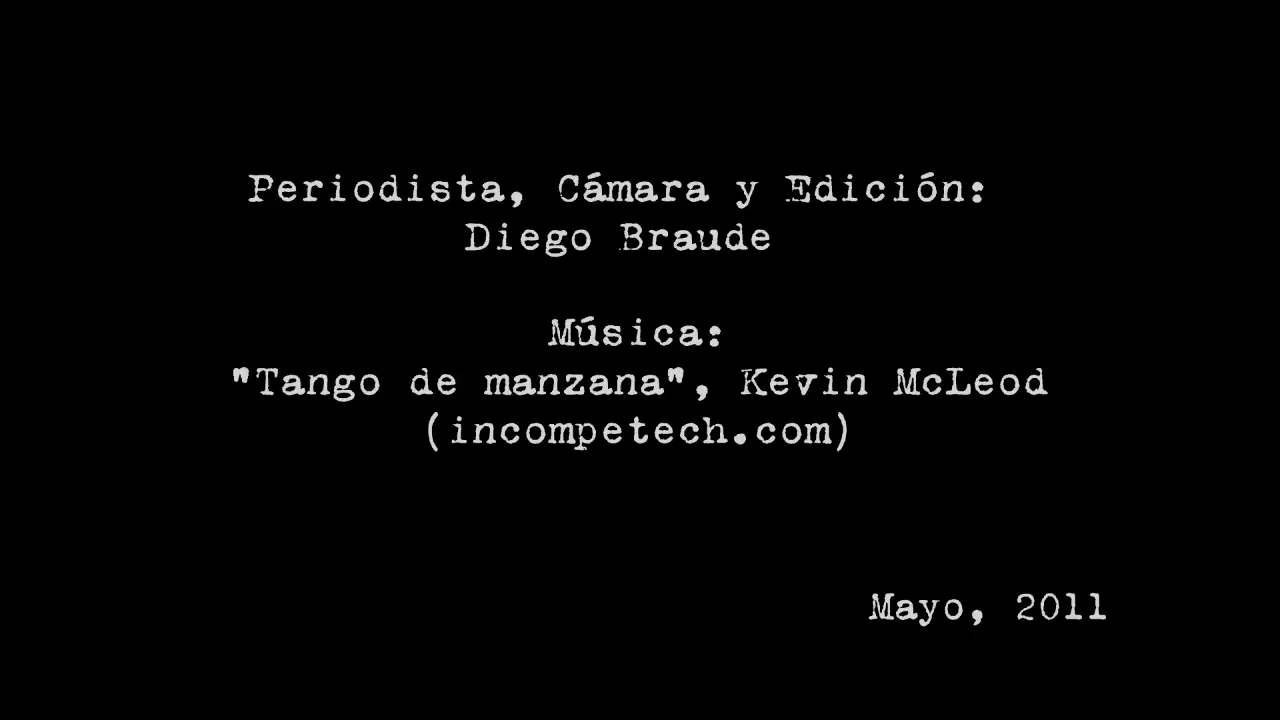 Periodista, Cámara y Edición:
Diego Braude
Música:
"Tango de manzana", Kevin McLeod
(incompetech.com)
Mayo, 2011